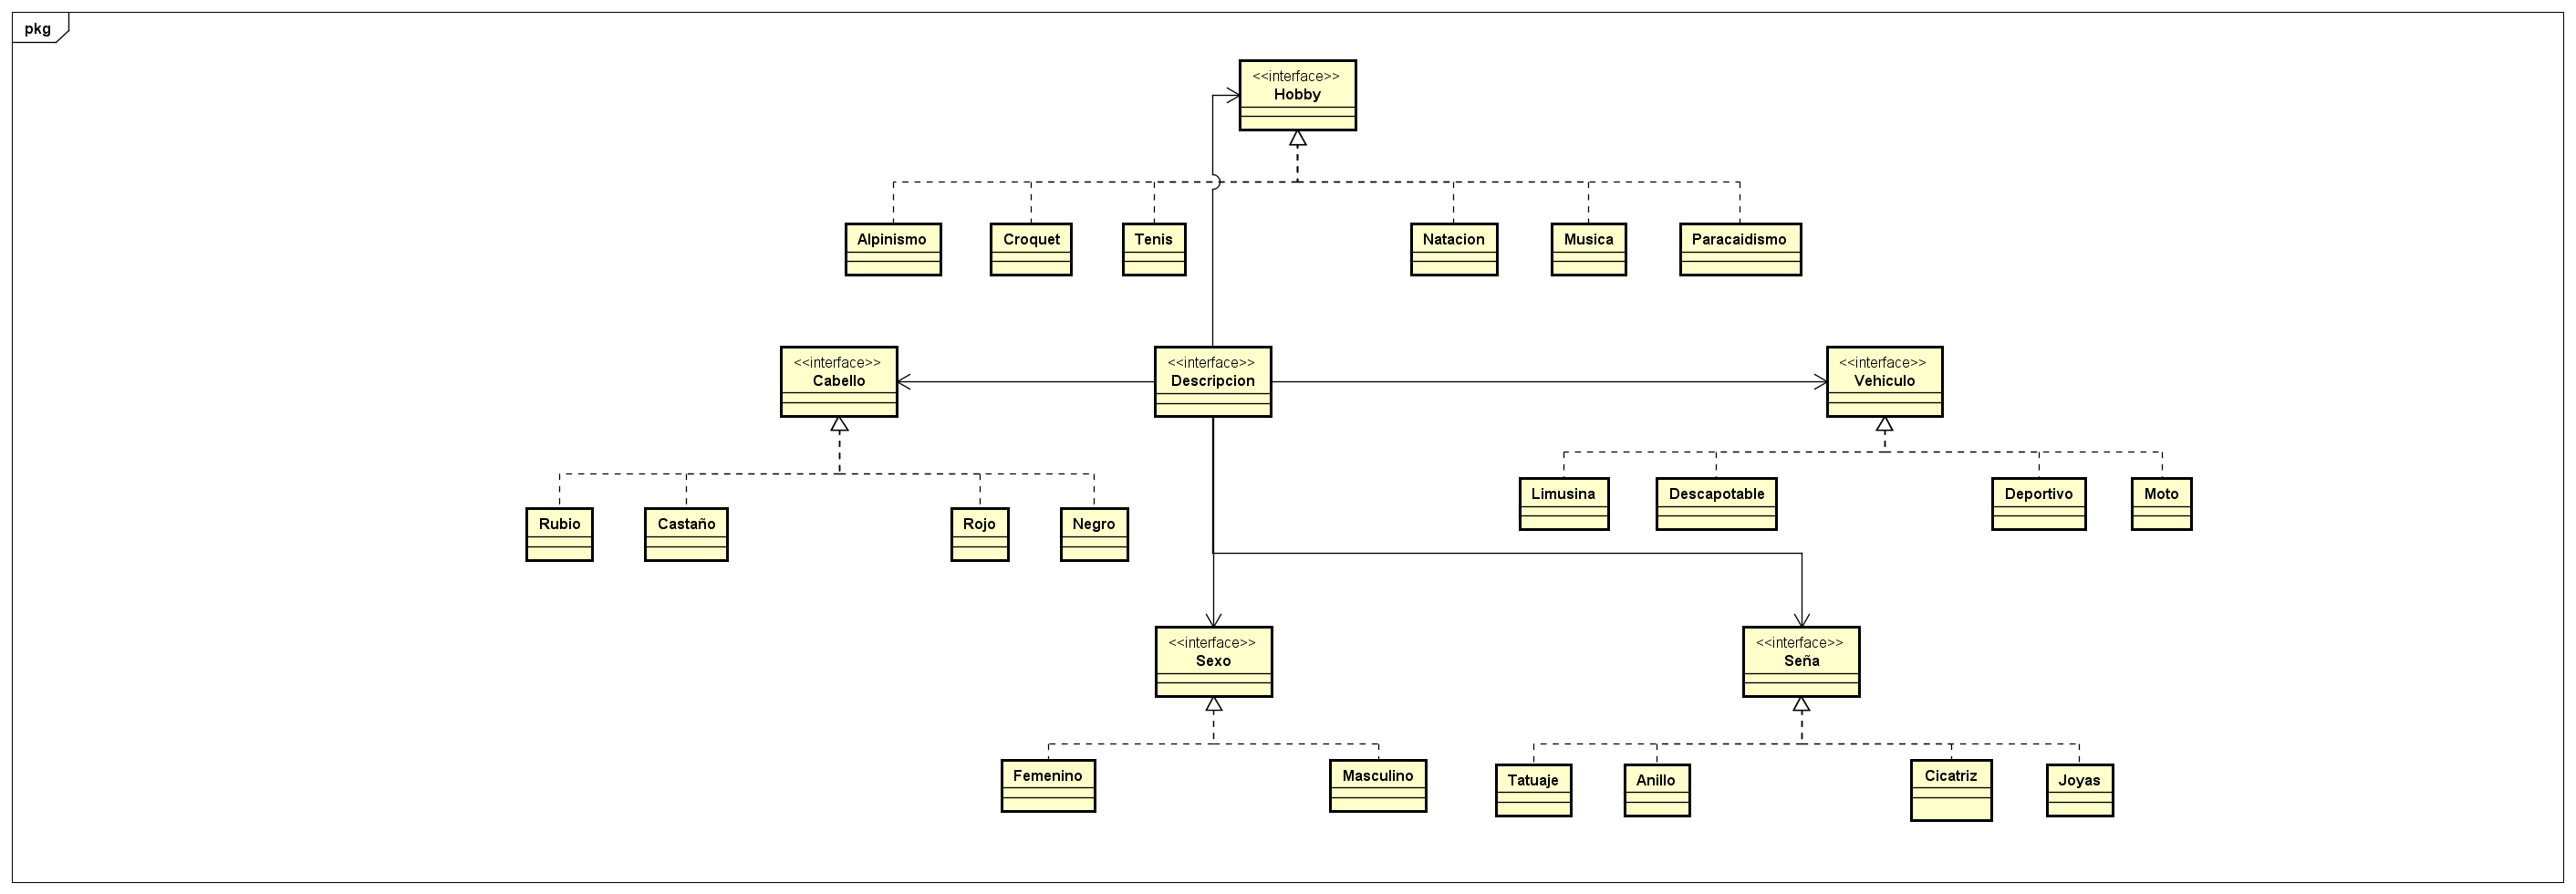 pkg
<<interface>>
Hobby
Alpinismo
Croquet
Tenis
Natacion
Musica
Paracaidismo
<<interface>>
Cabello
<<interface>>
Descripcion
<<interface>>
Vehiculo
Limusina
Descapotable
Deportivo
Moto
Rubio
Castaño
Rojo
Negro
<<interface>>
Sexo
<<interface>>
Seña
Femenino
Masculino
Tatuaje
Anillo
Cicatriz
Joyas